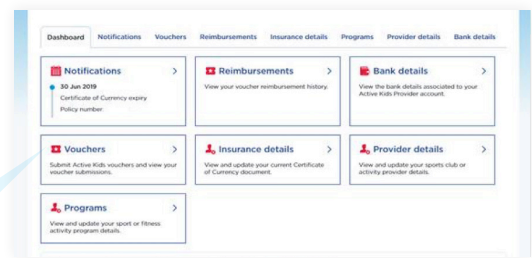 Dashboard Notifications Vouchers Reimbursements Insurance details Programs Provider details Bank details
Notifications
30 Jun 2019
Certificate of Currency expiry
Policy number
Reimbursements
View your voucher reimbursement history.
Bank details
View the bank details associated to your
Active Kids Provider account.
Vouchers
Submit Active Kids vouchers and view your
voucher submissions.
Insurance details
View and update your current Certificate
of Currency document.
Provider details
View and update your sports club or
activity provider details.
Programs
View and update your sport or fitness
activity program details.